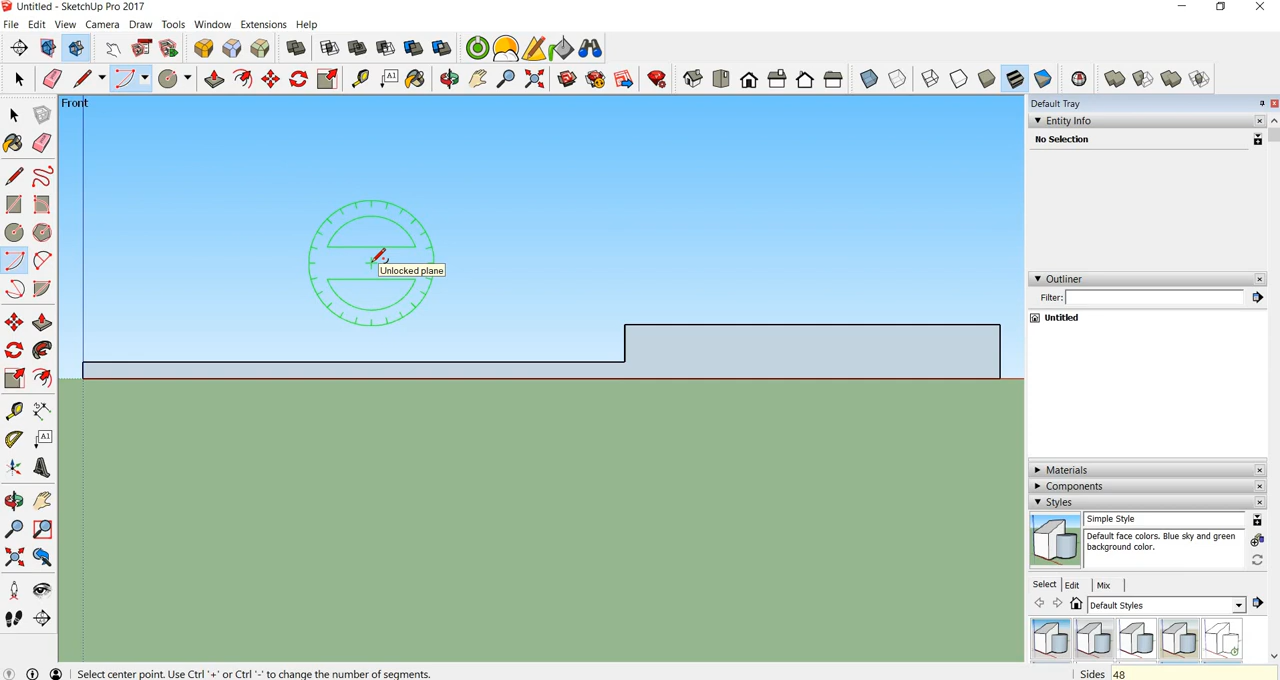 Untitled - SketchUp Pro 2017
File Edit View Camera Draw Tools Window Extensions Help
A1
Front
Unlocked plane
Default Tray
Entity Info
No Selection
Outliner
Filter:
Untitled
A1
Materials
Components
Styles
Simple Style
Default face colors. Blue sky and green
background color.
Select Edit Mix
Default Styles
Select center point. Use Ctrl '+' or Ctrl '-' to change the number of segments.
Sides 48